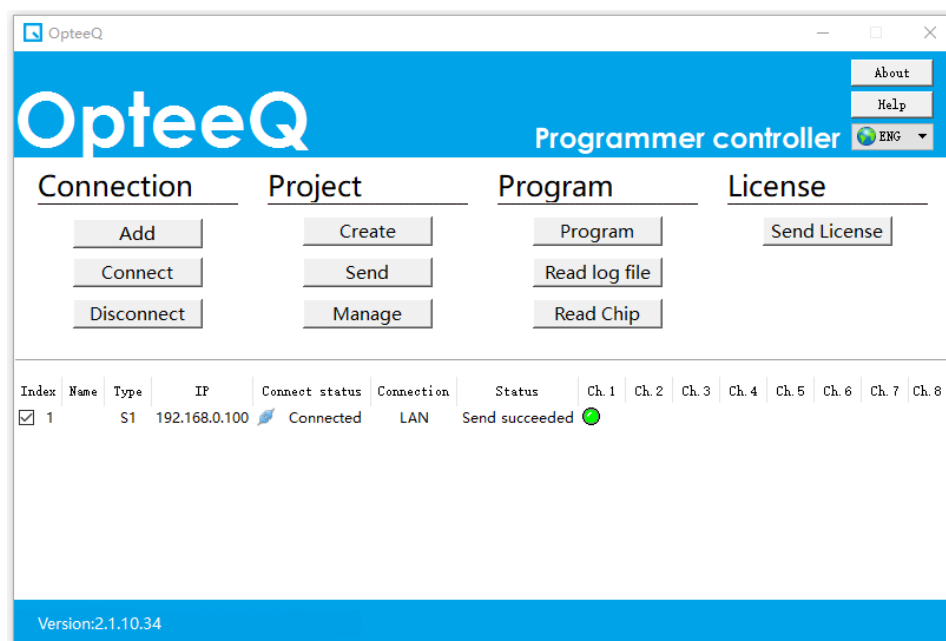 OpteeQ
About
Help
OpteeQ
Programmer controller
ENG
Connection Project Program License
Add Create Program Send License
Connect Send Read log file
Disconnect Manage Read Chip
Index Name Type IP Connect status Connection Status Ch.1 Ch.2 Ch.3 Ch.4 Ch.5 Ch.6 Ch.7 Ch.8
1 S1 192.168.0.100 Connected LAN Send succeeded
Version:2.1.10.34